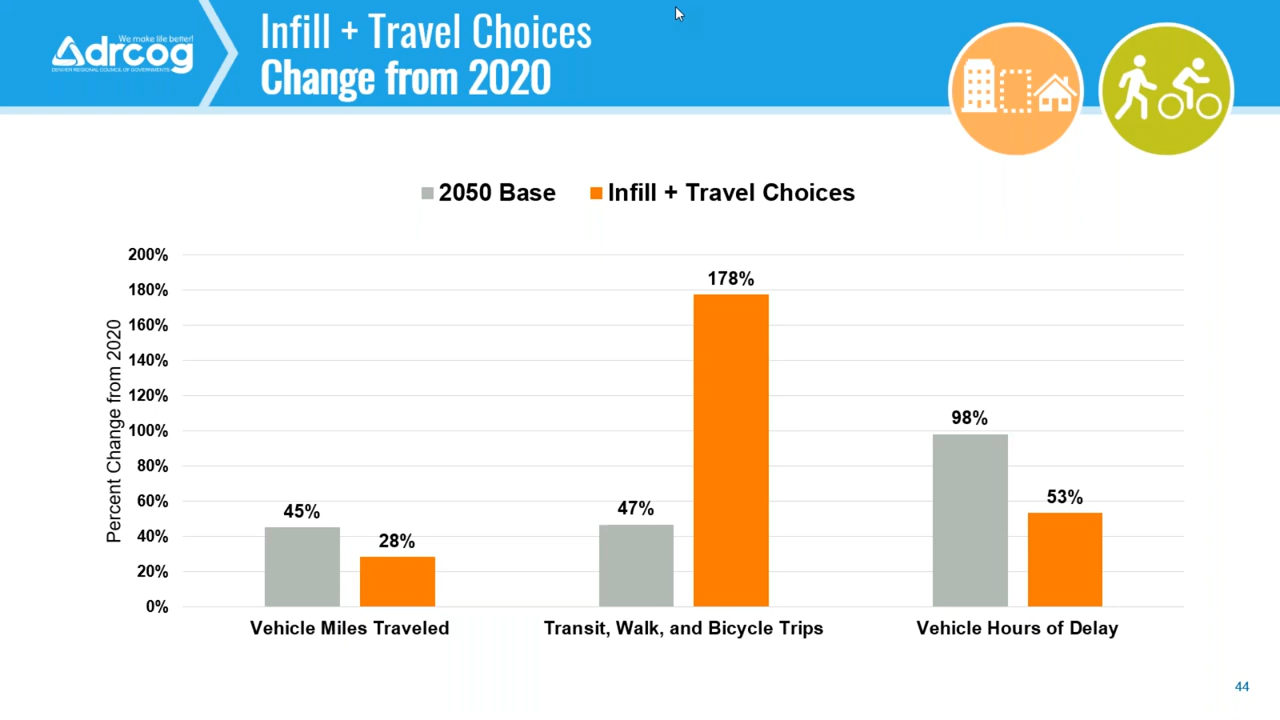 We make life better!
drcog
DENVER REGIONAL COUNCIL OF GOVERNMENTS
Infill + Travel Choices
Change from 2020
2050 Base
Infill + Travel Choices
Percent Change from 2020
200%
180%
160%
140%
120%
100%
80%
60%
40%
20%
0%
45%
28%
47%
178%
98%
53%
Vehicle Miles Traveled
Transit, Walk, and Bicycle Trips
Vehicle Hours of Delay
44